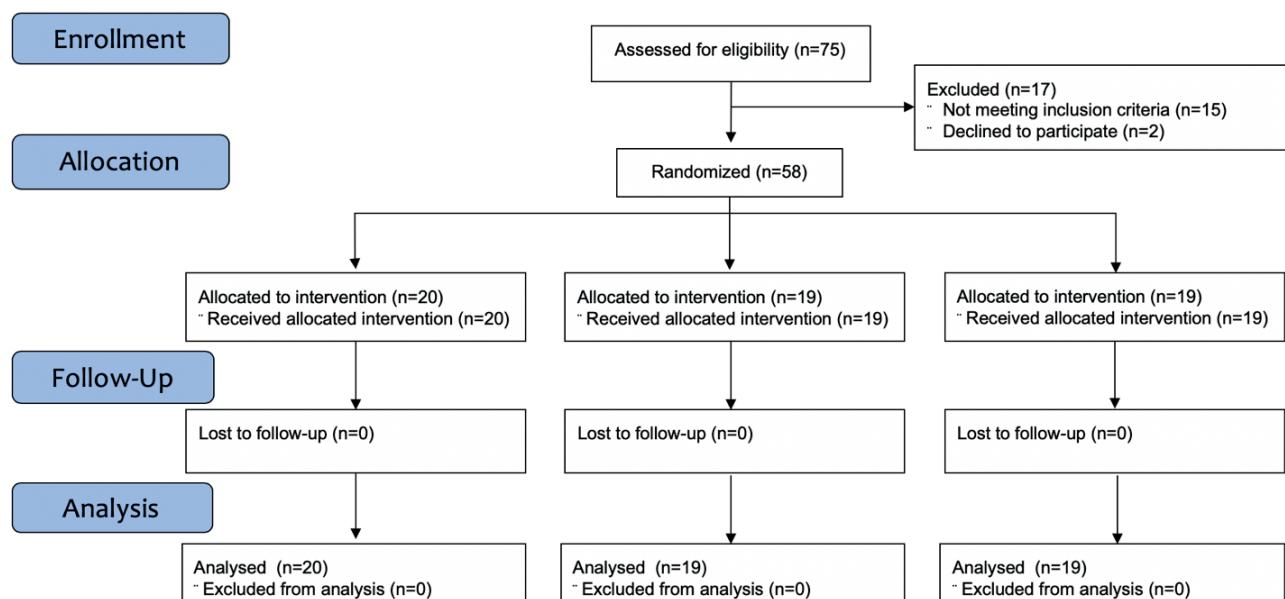 Enrollment
Assessed for eligibility (n=75)
Excluded (n=17)
¨ Not meeting inclusion criteria (n=15)
¨ Declined to participate (n=2)
Allocation
Randomized (n=58)
Allocated to intervention (n=20)
¨ Received allocated intervention (n=20)
Allocated to intervention (n=19)
¨ Received allocated intervention (n=19)
Allocated to intervention (n=19)
¨ Received allocated intervention (n=19)
Follow-Up
Lost to follow-up (n=0)
Lost to follow-up (n=0)
Lost to follow-up (n=0)
Analysis
Analysed (n=20)
¨ Excluded from analysis (n=0)
Analysed (n=19)
¨ Excluded from analysis (n=0)
Analysed (n=19)
¨ Excluded from analysis (n=0)